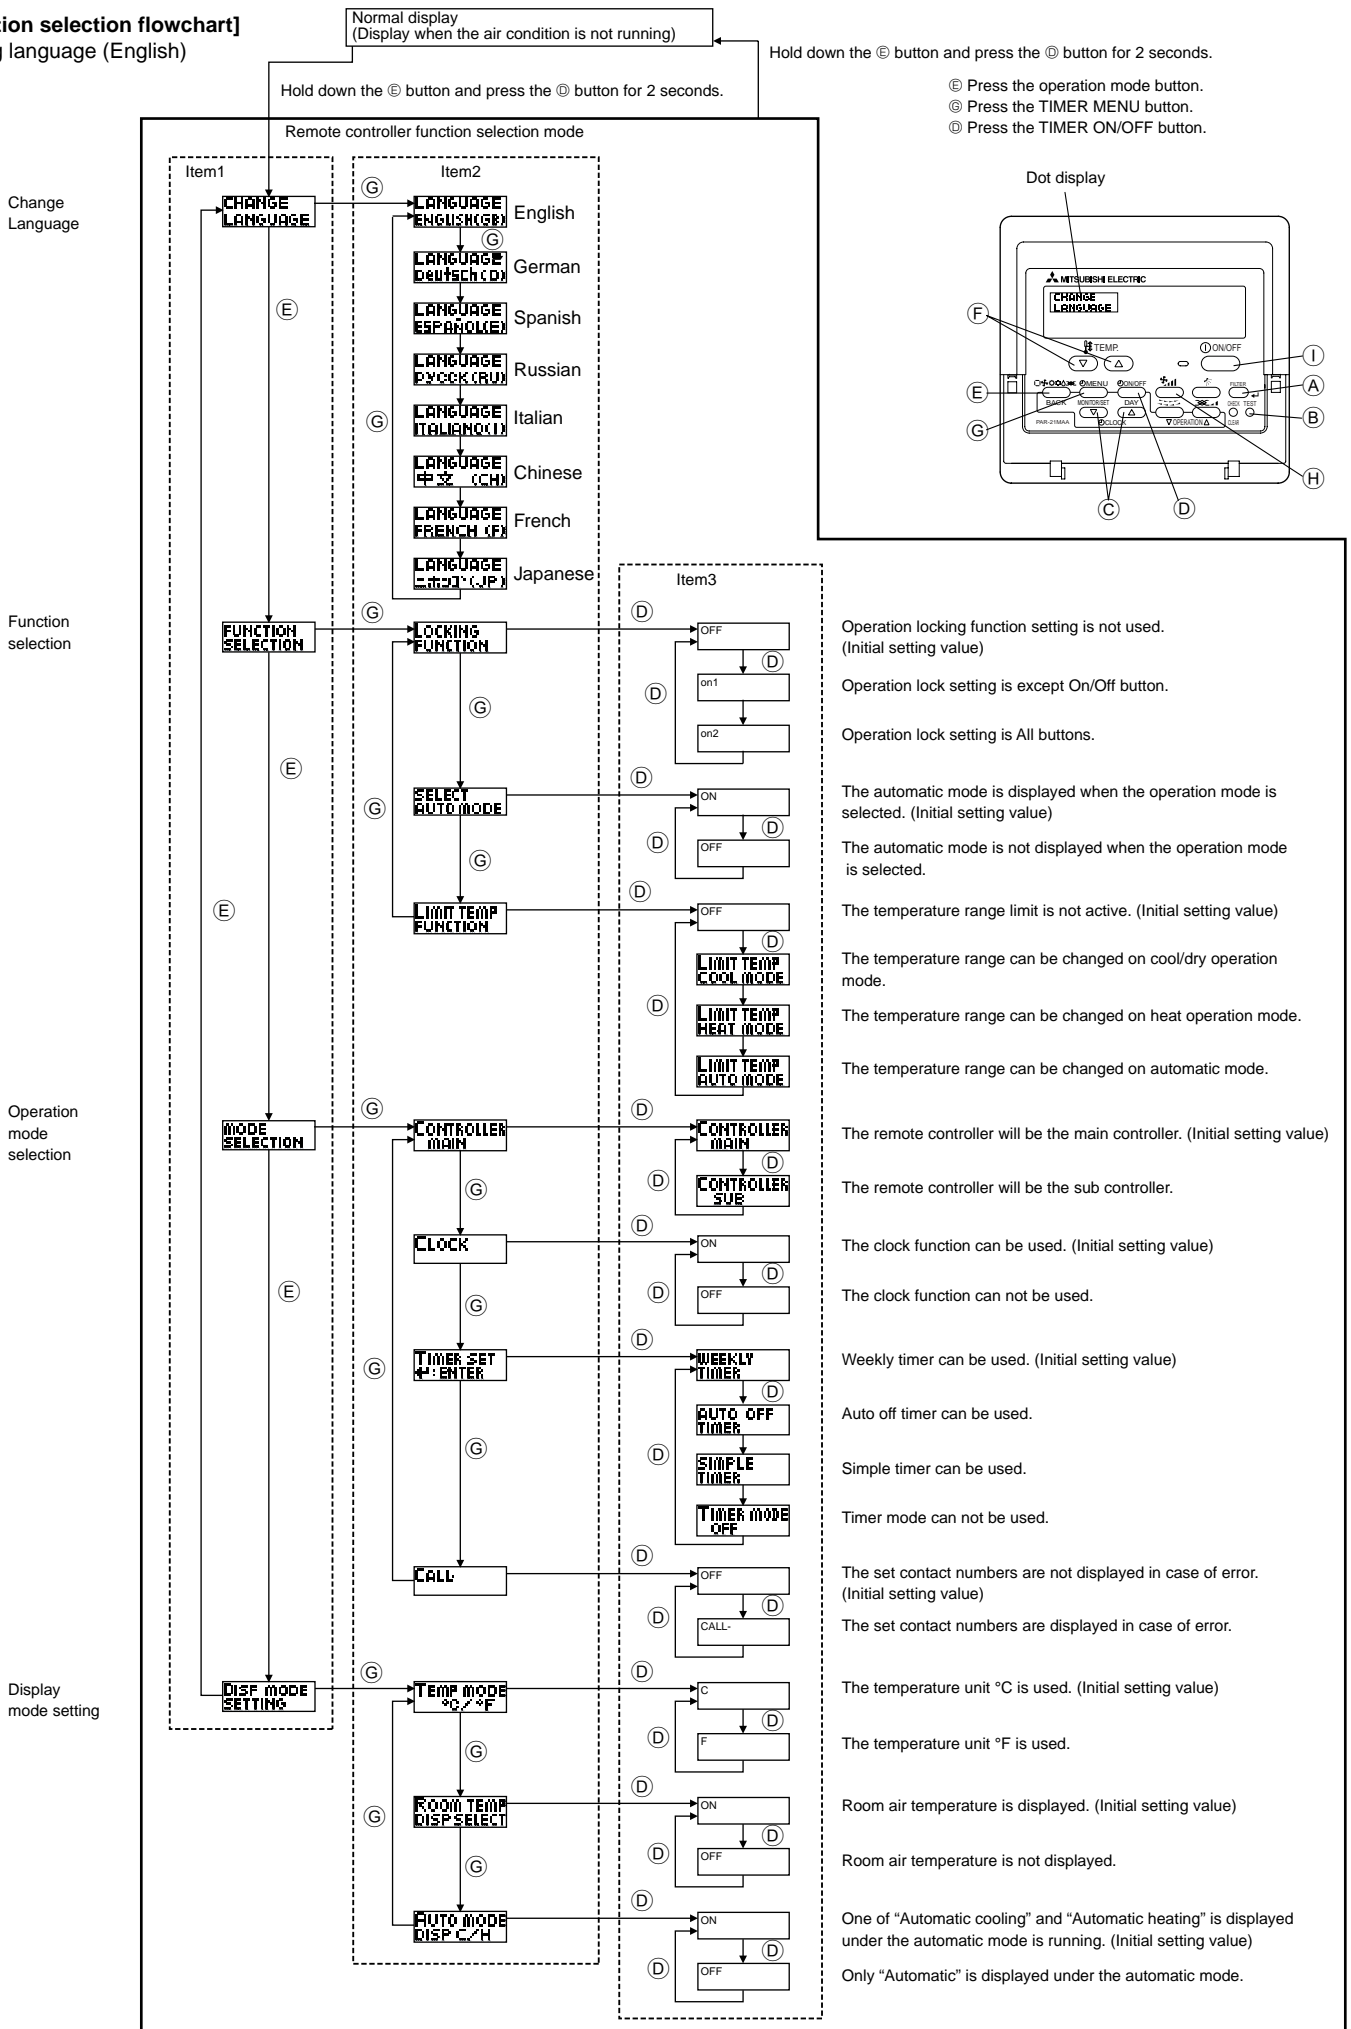 tion selection flowchart]
g language (English)
Normal display
(Display when the air condition is not running)
Hold down the Ⓔ button and press the Ⓓ button for 2 seconds.
Hold down the Ⓔ button and press the Ⓓ button for 2 seconds.
Ⓔ Press the operation mode button.
Ⓖ Press the TIMER MENU button.
Ⓓ Press the TIMER ON/OFF button.
Remote controller function selection mode
Item1
Item2
Item3
Dot display
MITSUBISHI ELECTRIC
CHANGE
LANGUAGE
TEMP.
ON/OFF
MENU
ON/OFF
FILTER
BACK
MONITOR/SET
DAY
CHECK
TEST
PAR-21MAA
CLOCK
OPERATION
CLEAR
Ⓕ
Ⓔ
Ⓖ
Ⓒ
Ⓓ
Ⓘ
Ⓐ
Ⓑ
Ⓗ
Change
Language
CHANGE
LANGUAGE
Ⓖ
LANGUAGE
ENGLISH(GB)
English
Ⓖ
LANGUAGE
Deutsch(D)
German
Ⓔ
LANGUAGE
ESPAÑOL(E)
Spanish
LANGUAGE
РУССК(RU)
Russian
Ⓖ
LANGUAGE
ITALIANO(I)
Italian
LANGUAGE
中文 (CH)
Chinese
LANGUAGE
FRENCH (F)
French
LANGUAGE
ニホンゴ(JP)
Japanese
Function
selection
FUNCTION
SELECTION
Ⓖ
LOCKING
FUNCTION
Ⓓ
OFF
Operation locking function setting is not used.
(Initial setting value)
Ⓓ
Ⓓ
on1
Operation lock setting is except On/Off button.
Ⓖ
on2
Operation lock setting is All buttons.
Ⓔ
SELECT
AUTO MODE
Ⓓ
ON
The automatic mode is displayed when the operation mode is
selected. (Initial setting value)
Ⓖ
Ⓓ
Ⓓ
OFF
The automatic mode is not displayed when the operation mode
is selected.
Ⓖ
Ⓔ
LIMIT TEMP
FUNCTION
Ⓓ
OFF
The temperature range limit is not active. (Initial setting value)
Ⓓ
LIMIT TEMP
COOL MODE
The temperature range can be changed on cool/dry operation
mode.
Ⓓ
LIMIT TEMP
HEAT MODE
The temperature range can be changed on heat operation mode.
LIMIT TEMP
AUTO MODE
The temperature range can be changed on automatic mode.
Operation
mode
selection
MODE
SELECTION
Ⓖ
CONTROLLER
MAIN
Ⓓ
CONTROLLER
MAIN
The remote controller will be the main controller. (Initial setting value)
Ⓓ
Ⓖ
Ⓓ
CONTROLLER
SUB
The remote controller will be the sub controller.
CLOCK
Ⓓ
ON
The clock function can be used. (Initial setting value)
Ⓓ
Ⓔ
Ⓖ
Ⓓ
OFF
The clock function can not be used.
Ⓖ
TIMER SET
↵:ENTER
Ⓓ
WEEKLY
TIMER
Weekly timer can be used. (Initial setting value)
Ⓓ
AUTO OFF
TIMER
Auto off timer can be used.
Ⓖ
Ⓓ
SIMPLE
TIMER
Simple timer can be used.
TIMER MODE
OFF
Timer mode can not be used.
CALL
Ⓓ
OFF
The set contact numbers are not displayed in case of error.
(Initial setting value)
Ⓓ
Ⓓ
CALL-
The set contact numbers are displayed in case of error.
Display
mode setting
DISP MODE
SETTING
Ⓖ
TEMP MODE
°C/°F
Ⓓ
C
The temperature unit °C is used. (Initial setting value)
Ⓓ
Ⓖ
Ⓓ
F
The temperature unit °F is used.
Ⓖ
ROOM TEMP
DISP SELECT
Ⓓ
ON
Room air temperature is displayed. (Initial setting value)
Ⓓ
Ⓖ
Ⓓ
OFF
Room air temperature is not displayed.
AUTO MODE
DISP C/H
Ⓓ
ON
One of “Automatic cooling” and “Automatic heating” is displayed
under the automatic mode is running. (Initial setting value)
Ⓓ
Ⓓ
OFF
Only “Automatic” is displayed under the automatic mode.